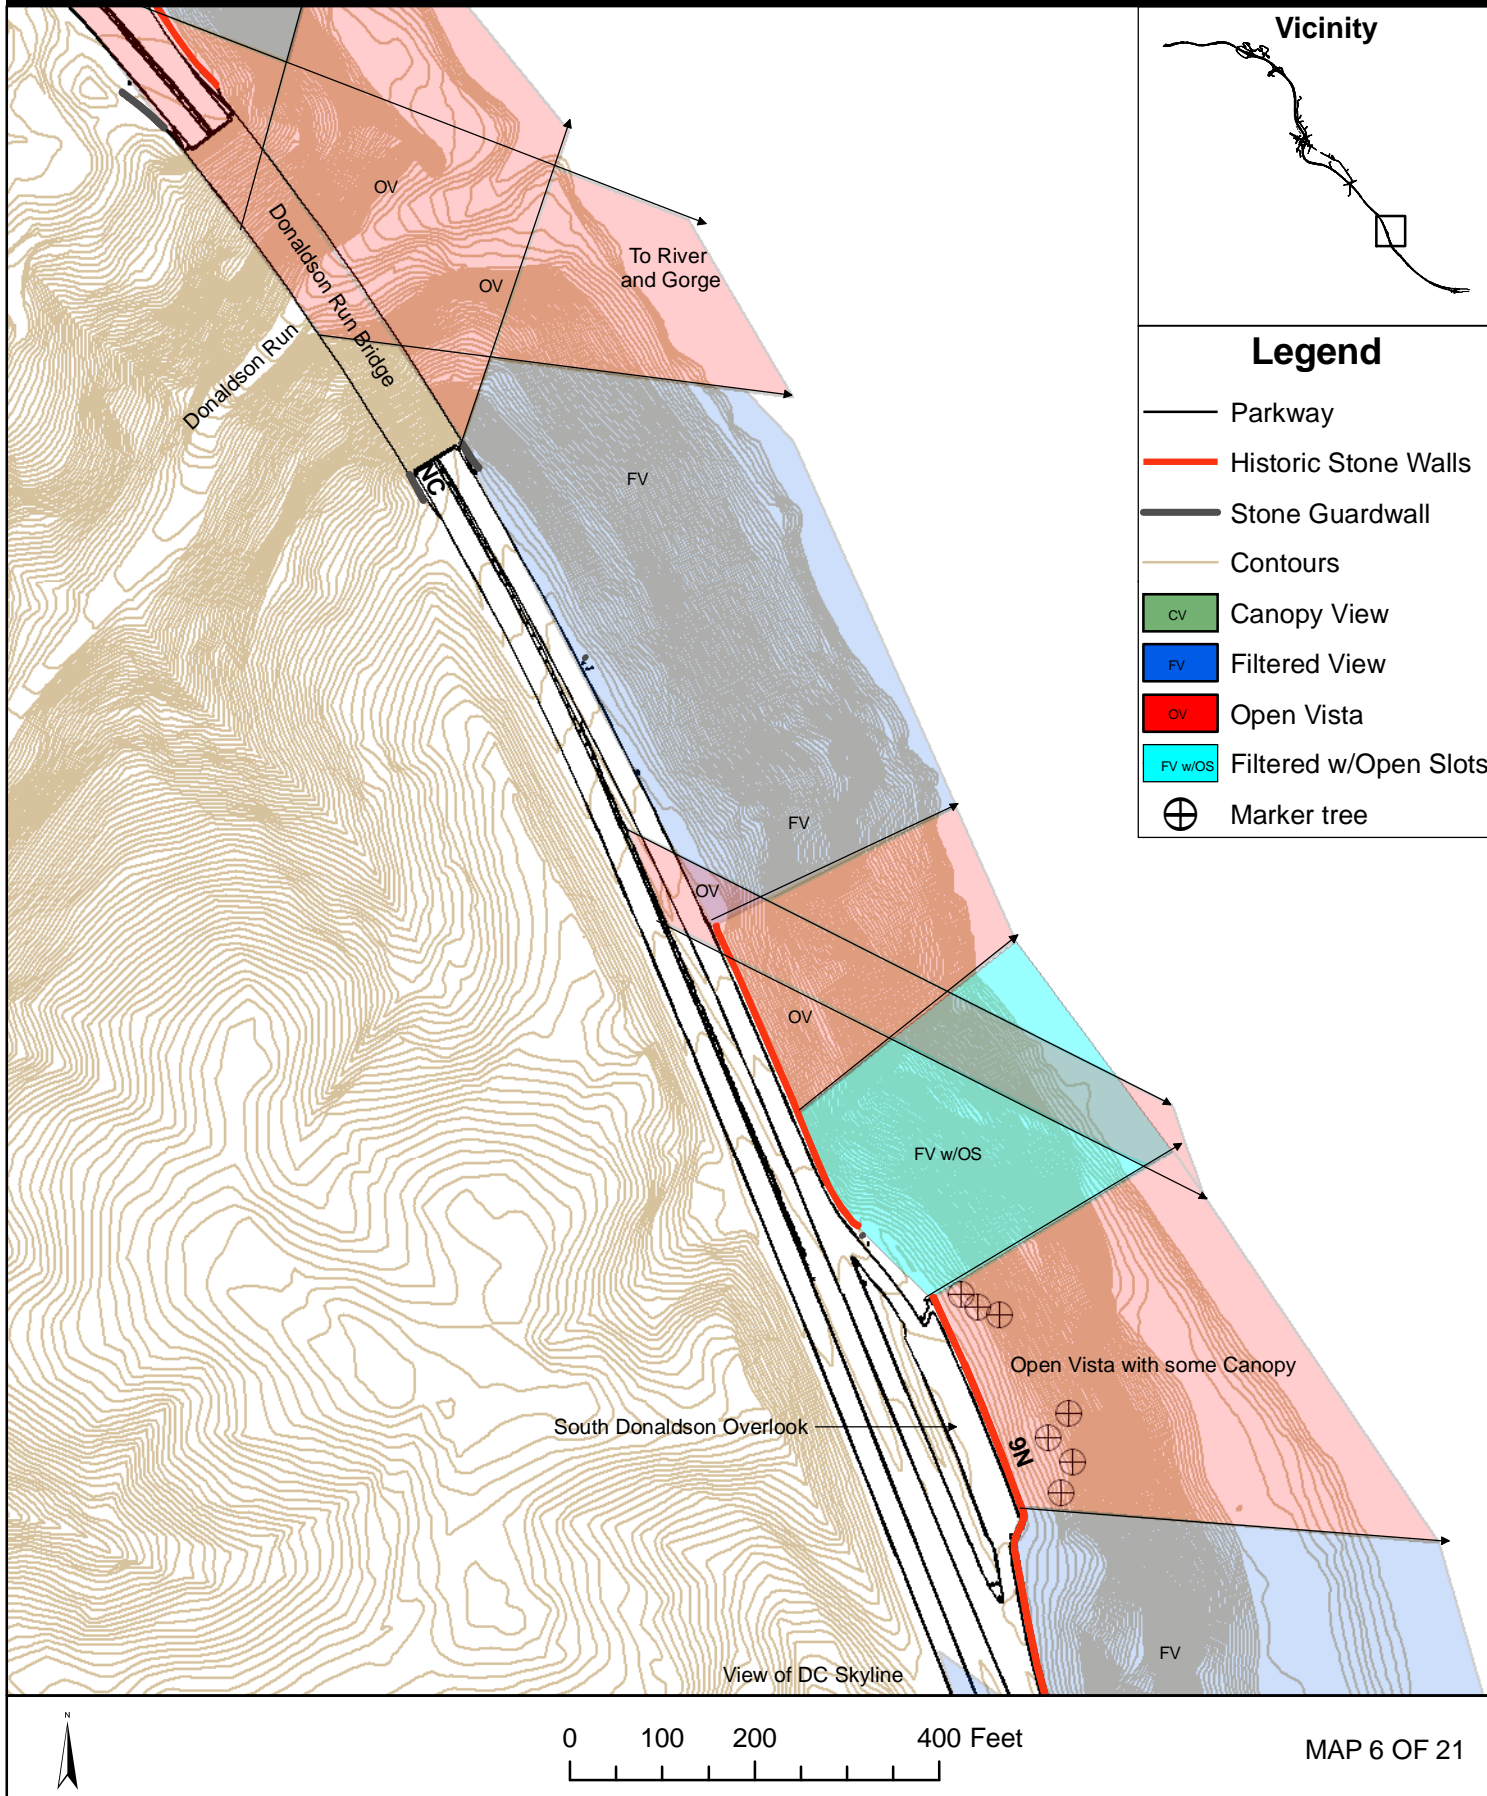 Vicinity
Legend
Parkway
Historic Stone Walls
Stone Guardwall
Contours
CV Canopy View
FV Filtered View
OV Open Vista
FV w/OS Filtered w/Open Slots
Marker tree
OV
Donaldson Run Bridge
To River
and Gorge
OV
Donaldson Run
NC
FV
FV
OV
OV
FV w/OS
Open Vista with some Canopy
South Donaldson Overlook
N6
FV
View of DC Skyline
N
0 100 200 400 Feet
MAP 6 OF 21